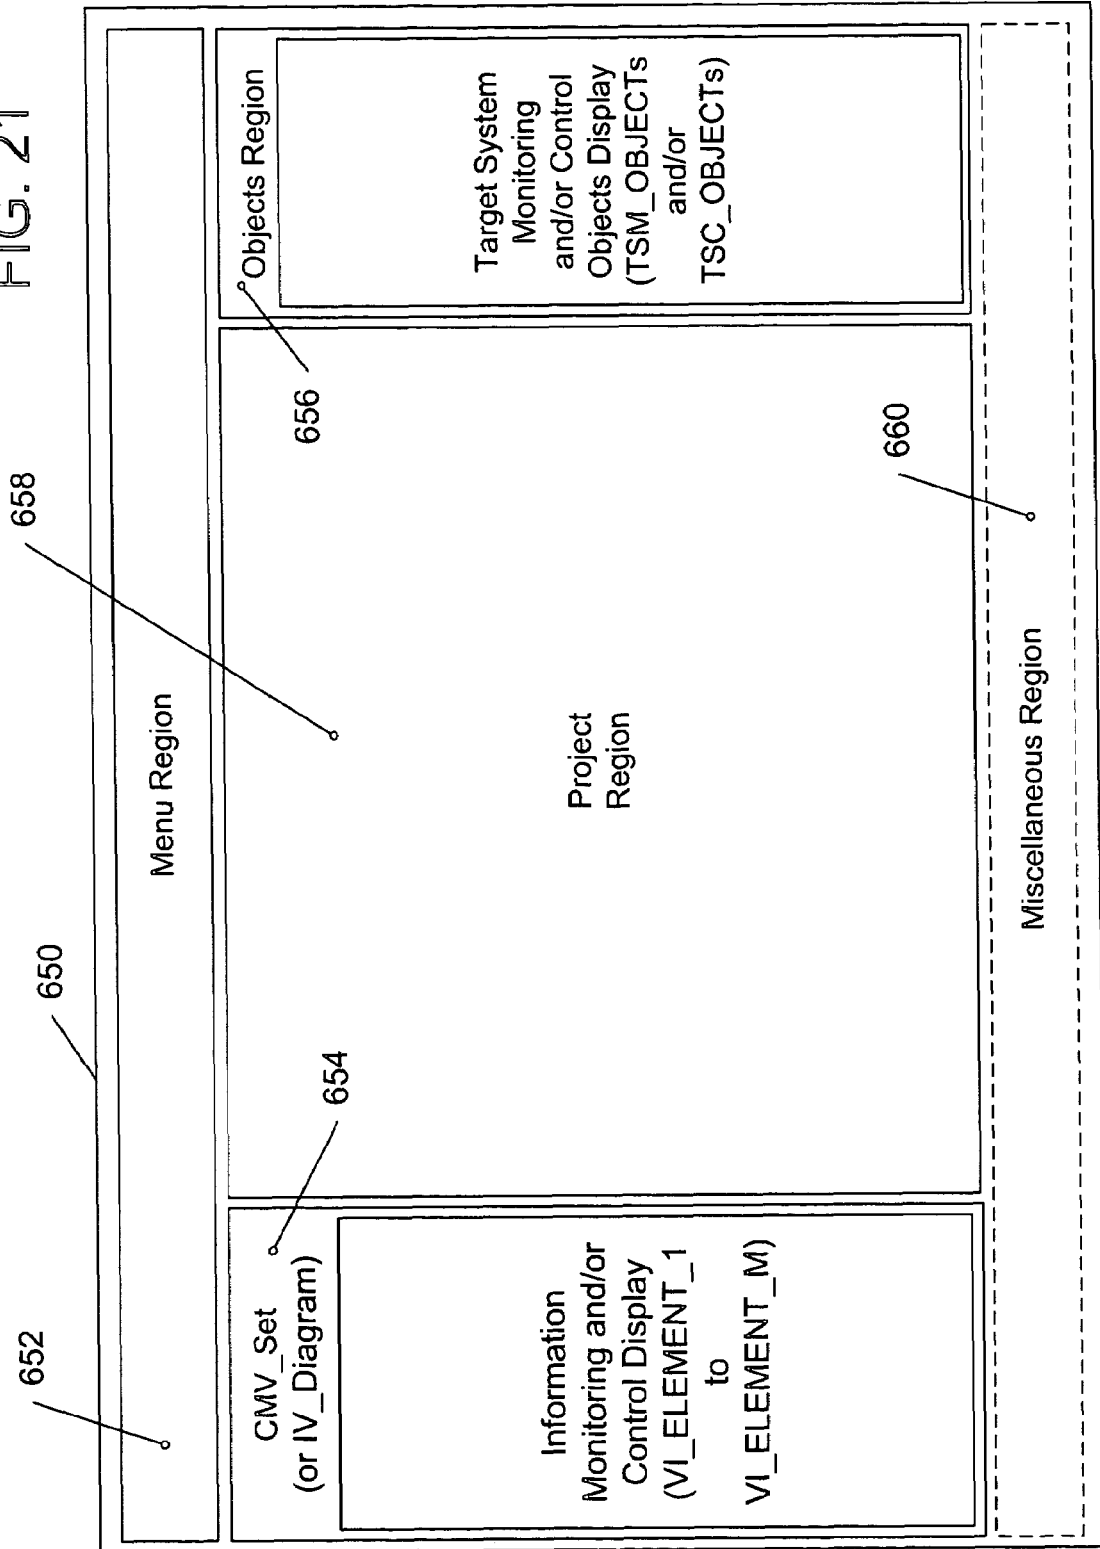 FIG. 21
650
652
Menu Region
658
654
CMV_Set
(or IV_Diagram)
Information
Monitoring and/or
Control Display
(VI_ELEMENT_1
to
VI_ELEMENT_M)
Project
Region
656
Objects Region
Target System
Monitoring
and/or Control
Objects Display
(TSM_OBJECTs
and/or
TSC_OBJECTs)
660
Miscellaneous Region